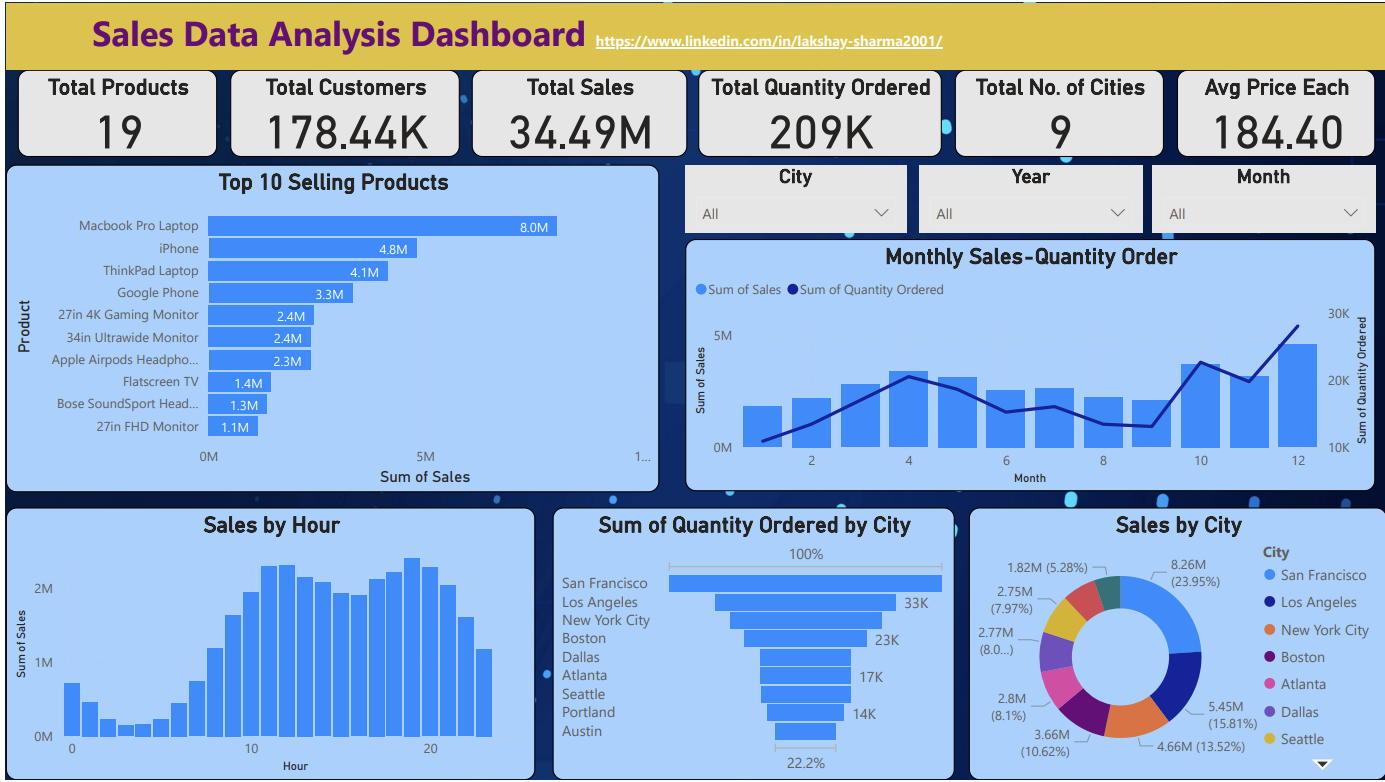 Sales Data Analysis Dashboard https://www.linkedin.com/in/lakshay-sharma2001/
Total Products
19
Total Customers
178.44K
Total Sales
34.49M
Total Quantity Ordered
209K
Total No. of Cities
9
Avg Price Each
184.40
Top 10 Selling Products
Product
Macbook Pro Laptop 8.0M
iPhone 4.8M
ThinkPad Laptop 4.1M
Google Phone 3.3M
27in 4K Gaming Monitor 2.4M
34in Ultrawide Monitor 2.4M
Apple Airpods Headpho... 2.3M
Flatscreen TV 1.4M
Bose SoundSport Head... 1.3M
27in FHD Monitor 1.1M
0M 5M 1...
Sum of Sales
City
All
Year
All
Month
All
Monthly Sales-Quantity Order
Sum of Sales Sum of Quantity Ordered
Sum of Sales
5M
0M
30K
20K
10K
Sum of Quantity Ordered
2 4 6 8 10 12
Month
Sales by Hour
Sum of Sales
2M
1M
0M
0 10 20
Hour
Sum of Quantity Ordered by City
100%
San Francisco
Los Angeles 33K
New York City
Boston 23K
Dallas
Atlanta 17K
Seattle
Portland 14K
Austin
22.2%
Sales by City
8.26M
(23.95%)
5.45M
(15.81%)
4.66M (13.52%)
3.66M
(10.62%)
2.8M
(8.1%)
2.77M
(8.0...)
2.75M
(7.97%)
1.82M (5.28%)
City
San Francisco
Los Angeles
New York City
Boston
Atlanta
Dallas
Seattle